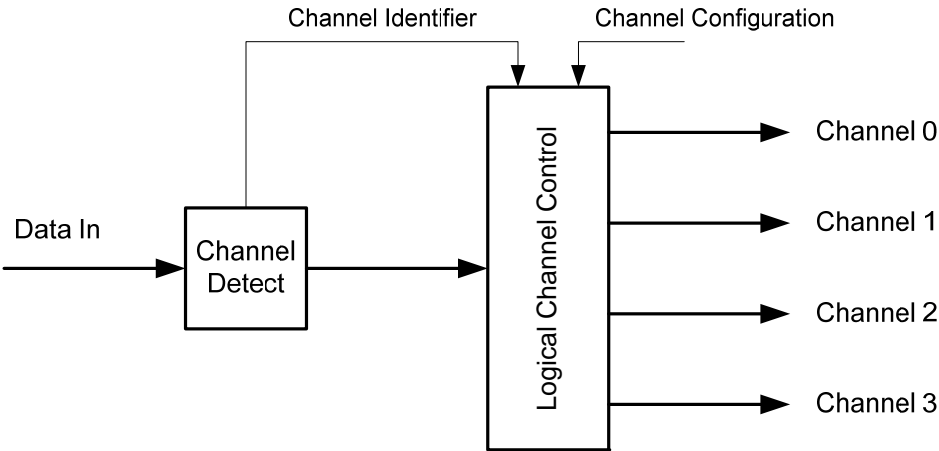 Channel Identifier
Channel Configuration
Channel 0
Channel 1
Channel 2
Channel 3
Data In
Channel
Detect
Logical Channel Control